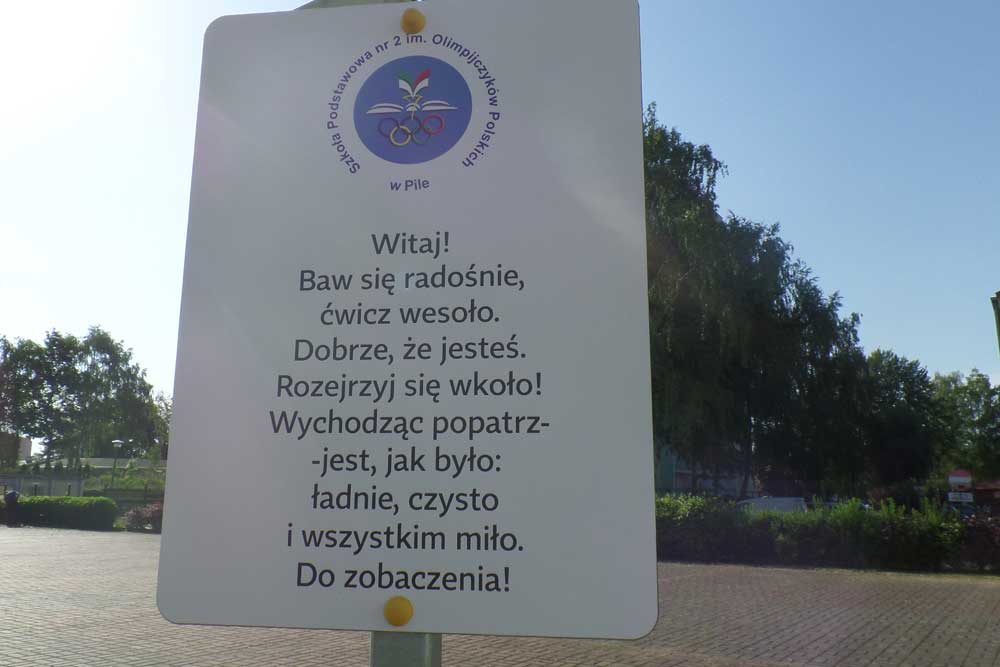 Szkoła Podstawowa nr 2 im. Olimpijczyków Polskich
w Pile
Witaj!
Baw się radośnie,
ćwicz wesoło.
Dobrze, że jesteś.
Rozejrzyj się wkoło!
Wychodząc popatrz-
-jest, jak było:
ładnie, czysto
i wszystkim miło.
Do zobaczenia!